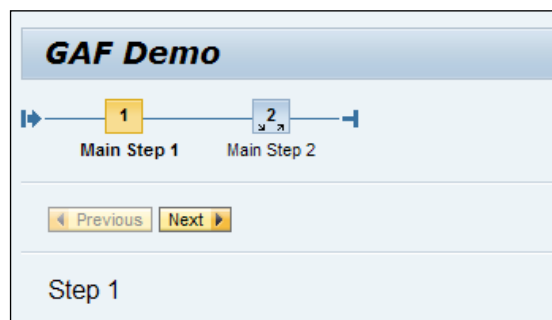 GAF Demo
1 2
Main Step 1 Main Step 2
Previous Next
Step 1